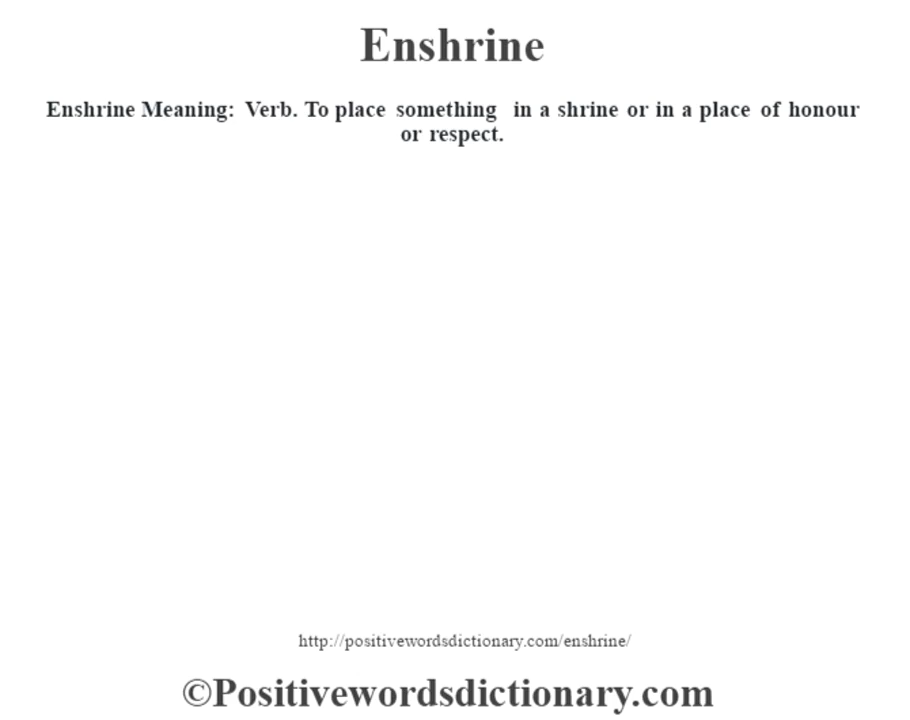 Enshrine
Enshrine Meaning: Verb. To place something in a shrine or in a place of honour
or respect.
http://positivewordsdictionary.com/enshrine/
©Positivewordsdictionary.com